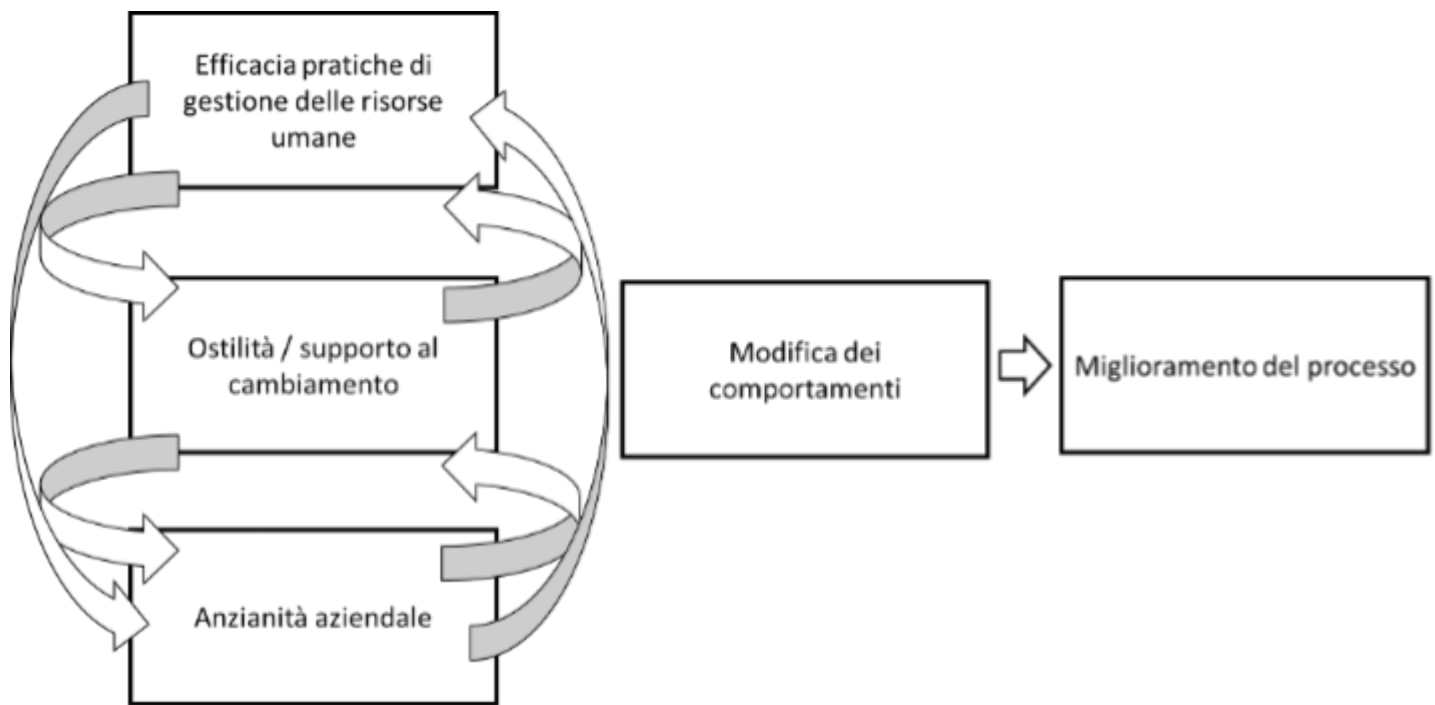 Efficacia pratiche di
gestione delle risorse
umane
Ostilità / supporto al
cambiamento
Anzianità aziendale
Modifica dei
comportamenti
Miglioramento del processo